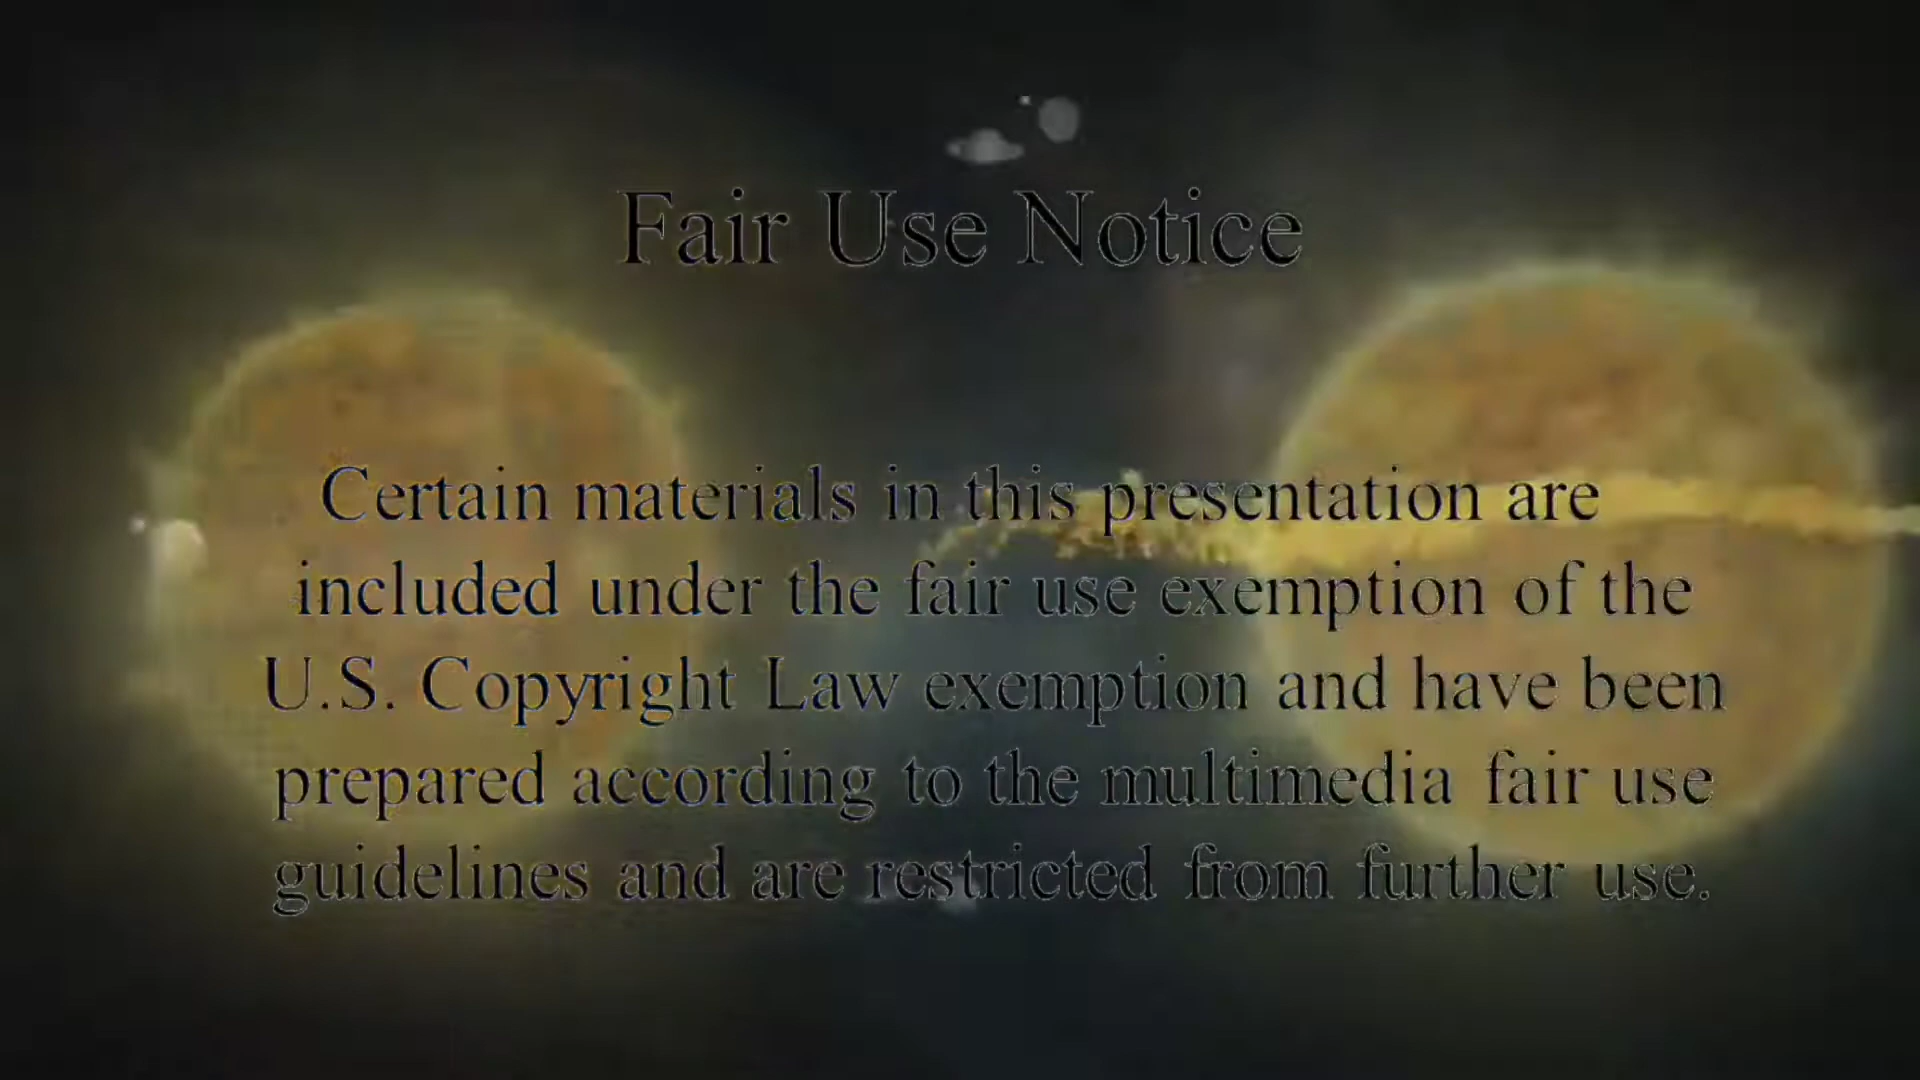 Fair Use Notice
Certain materials in this presentation are
included under the fair use exemption of the
U.S. Copyright Law exemption and have been
prepared according to the multimedia fair use
guidelines and are restricted from further use.